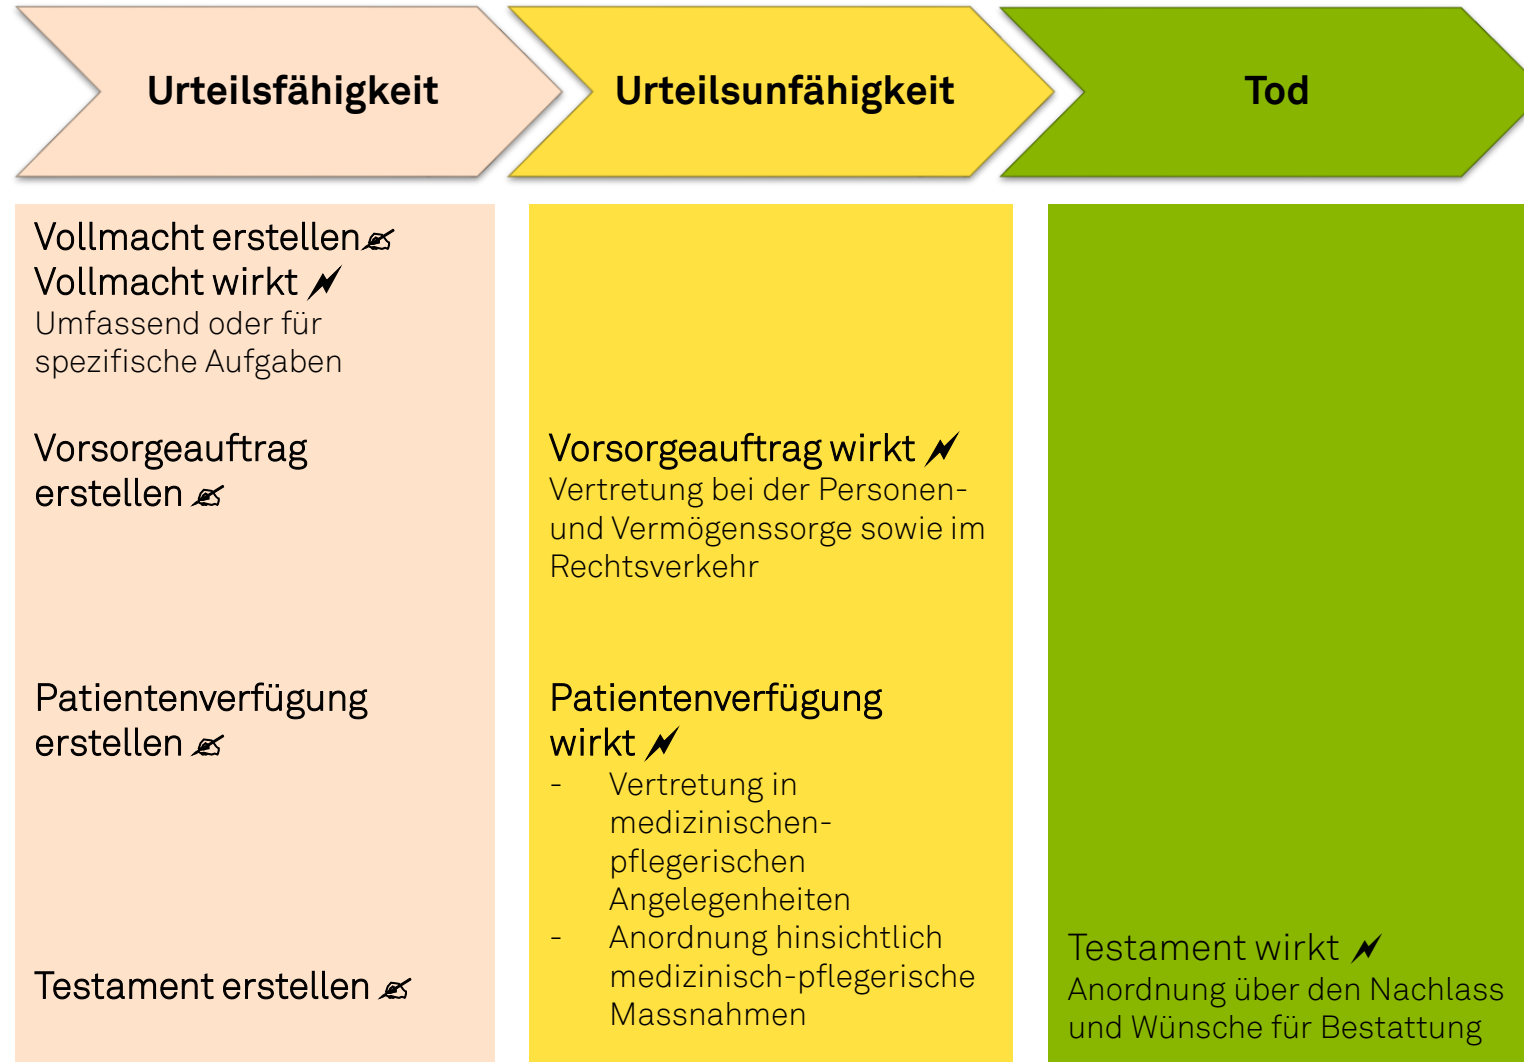 Urteilsfähigkeit
Urteilsunfähigkeit
Tod
Vollmacht erstellen✍
Vollmacht wirkt
Umfassend oder für
spezifische Aufgaben
Vorsorgeauftrag
erstellen ✍
Patientenverfügung
erstellen ✍
Testament erstellen ✍
Vorsorgeauftrag wirkt
Vertretung bei der Personen-
und Vermögenssorge sowie im
Rechtsverkehr
Patientenverfügung
wirkt
- Vertretung in
medizinischen-
pflegerischen
Angelegenheiten
- Anordnung hinsichtlich
medizinisch-pflegerische
Massnahmen
Testament wirkt
Anordnung über den Nachlass
und Wünsche für Bestattung